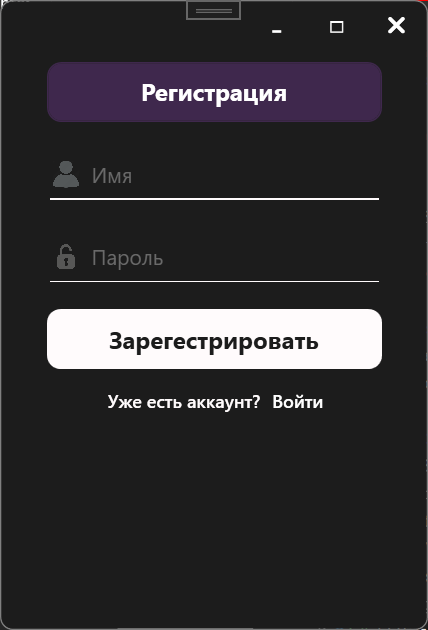 Регистрация
Имя
Пароль
Зарегестрировать
Уже есть аккаунт? Войти